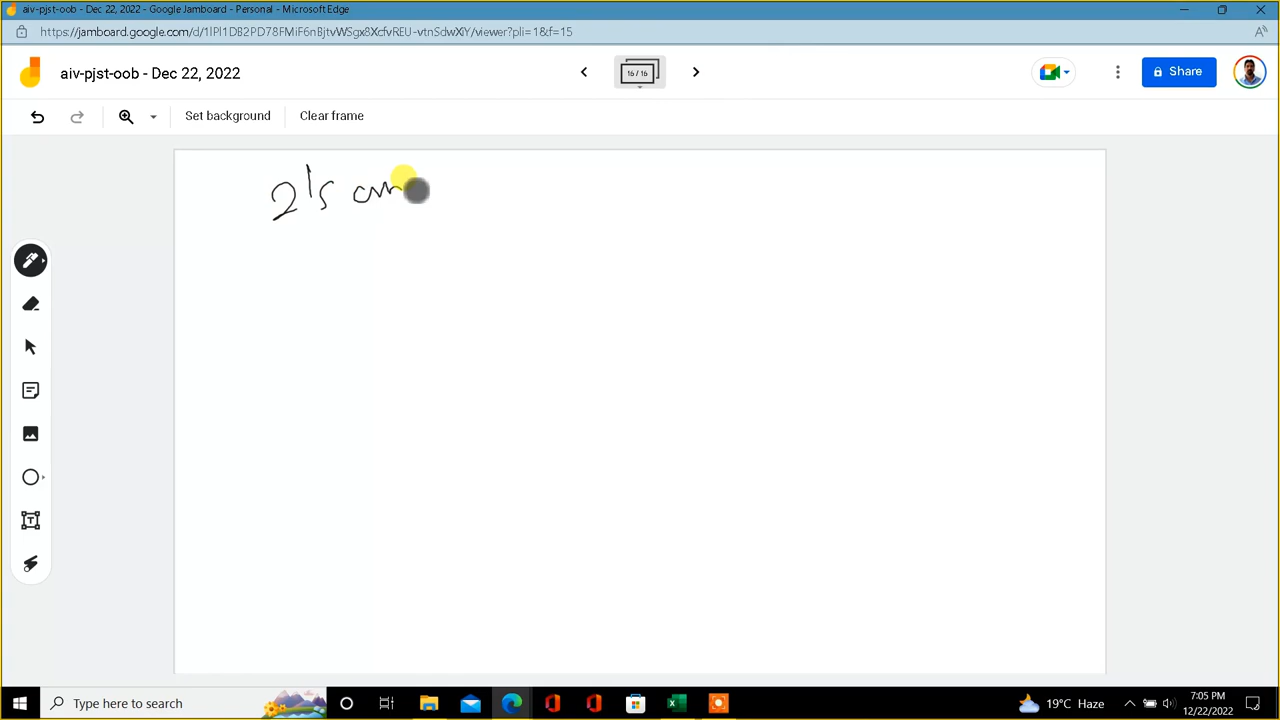 aiv-pjst-oob - Dec 22, 2022 - Google Jamboard - Personal - Microsoft Edge
https://jamboard.google.com/d/1lPl1DB2PD78FMiF6nBjtvWSgx8XcfvREU-vtnSdwXiY/viewer?pli=1&f=15
aiv-pjst-oob - Dec 22, 2022
16 / 16
Share
Set background
Clear frame
2's
Type here to search
19°C Haze
7:05 PM
12/22/2022